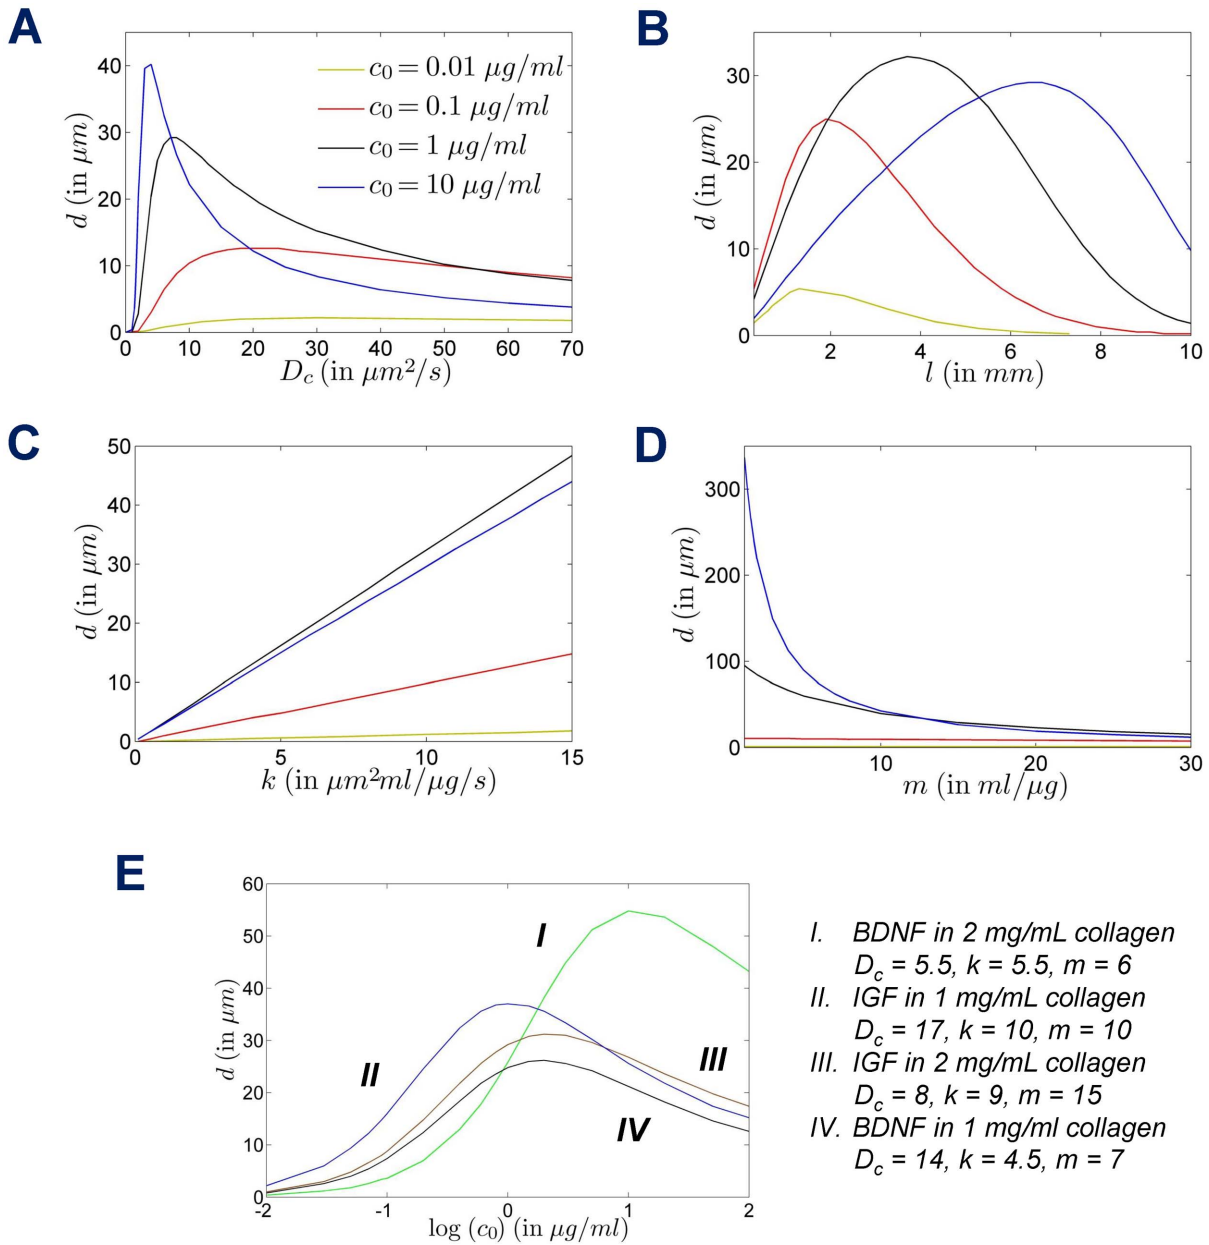 A
c₀ = 0.01 μg/ml
c₀ = 0.1 μg/ml
c₀ = 1 μg/ml
c₀ = 10 μg/ml
d (in μm)
40
30
20
10
0
0 10 20 30 40 50 60 70
D_c (in μm²/s)
B
d (in μm)
30
20
10
0
2 4 6 8 10
l (in mm)
C
d (in μm)
50
40
30
20
10
0
0 5 10 15
k (in μm²ml/μg/s)
D
d (in μm)
300
200
100
0
10 20 30
m (in ml/μg)
E
d (in μm)
60
50
40
30
20
10
0
-2 -1 0 1 2
log (c₀) (in μg/ml)
I
II
III
IV
I. BDNF in 2 mg/mL collagen
D_c = 5.5, k = 5.5, m = 6
II. IGF in 1 mg/mL collagen
D_c = 17, k = 10, m = 10
III. IGF in 2 mg/mL collagen
D_c = 8, k = 9, m = 15
IV. BDNF in 1 mg/ml collagen
D_c = 14, k = 4.5, m = 7